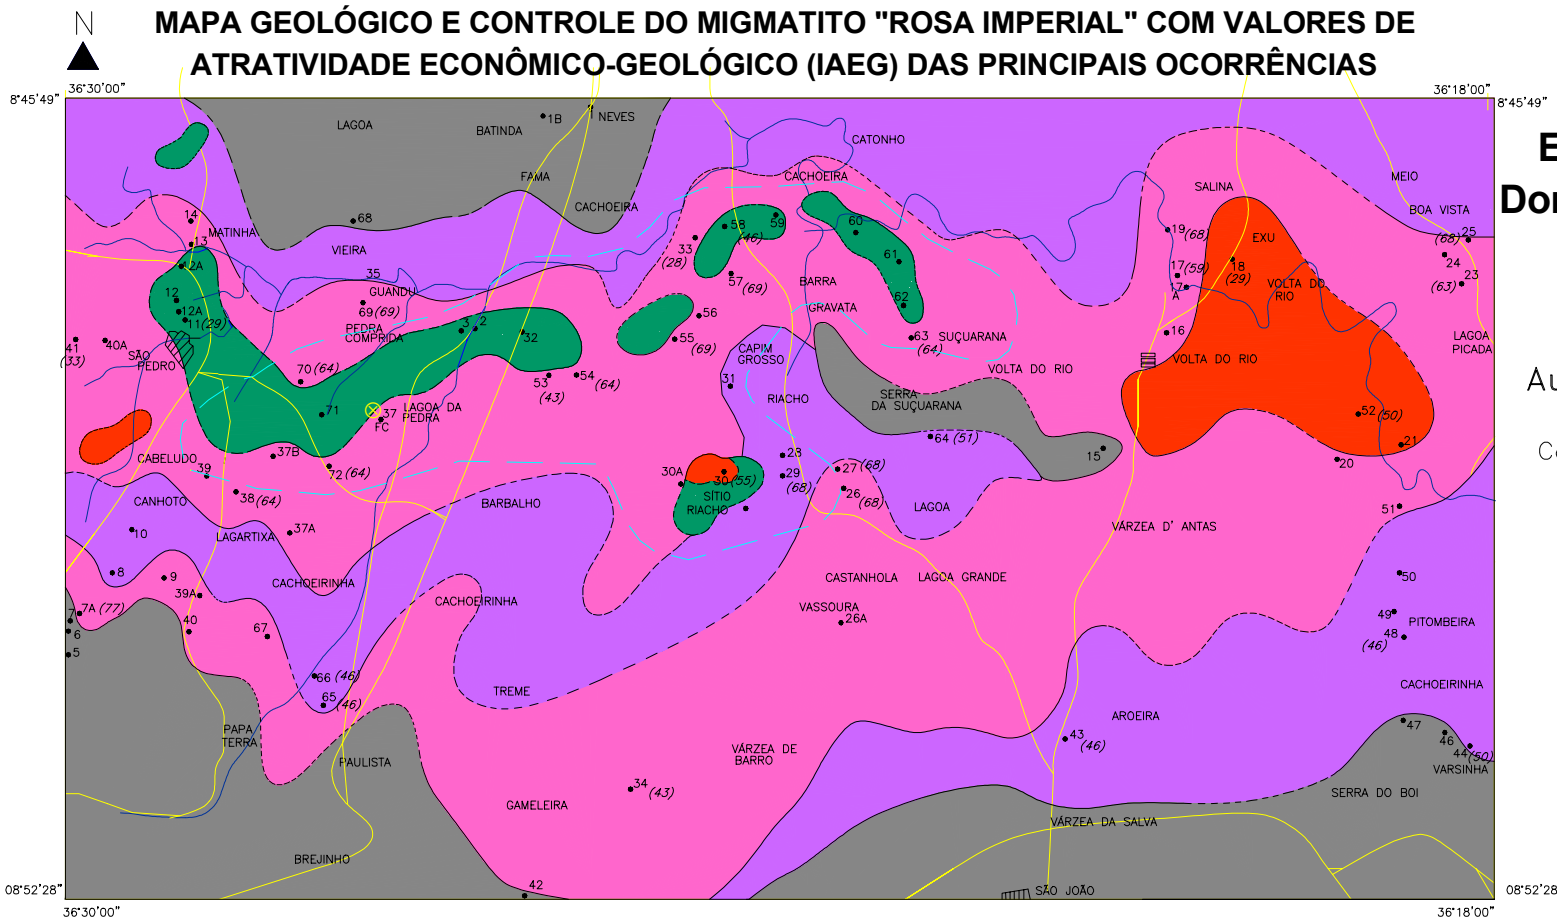 MAPA GEOLÓGICO E CONTROLE DO MIGMATITO "ROSA IMPERIAL" COM VALORES DE
ATRATIVIDADE ECONÔMICO-GEOLÓGICO (IAEG) DAS PRINCIPAIS OCORRÊNCIAS
N
36°30'00"
36°18'00"
8°45'49"
8°45'49"
E
Dor
Au
Co
LAGOA
BATINDA
1B
NEVES
CATONHO
FAMA
CACHOEIRA
CACHOEIRA
SALINA
MEIO
BOA VISTA
14
MATINHA
13
68
VIEIRA
33
(28)
58
(46)
59
60
19 (68)
EXU
25
(68)
24
12A
35
GUANDU
69 (69)
57 (69)
BARRA
GRAVATA
61
62
17 (59)
17
A
18
(29)
VOLTA DO
RIO
23
(63)
12
12A
11 (29)
PEDRA
COMPRIDA
3
2
32
56
55
(69)
63
(64)
SUÇUARANA
16
LAGOA
PICADA
41
(33)
40A
SÃO
PEDRO
CAPIM
GROSSO
VOLTA DO RIO
VOLTA DO RIO
70 (64)
53
(43)
54
(64)
31
RIACHO
SERRA
DA SUÇUARANA
71
37
FC
LAGOA DA
PEDRA
52 (50)
64 (51)
15
21
20
CABELUDO
39
37B
72 (64)
30A
30 (55)
SÍTIO
RIACHO
28
29
(68)
27 (68)
26
(68)
CANHOTO
38 (64)
BARBALHO
LAGOA
51
10
LAGARTIXA
37A
VÁRZEA D' ANTAS
8
9
CACHOEIRINHA
CASTANHOLA
LAGOA GRANDE
50
39A
CACHOEIRINHA
VASSOURA
26A
49
PITOMBEIRA
7
7A (77)
6
5
40
67
48
(46)
66 (46)
65
(46)
TREME
CACHOEIRINHA
PAPA
TERRA
AROEIRA
47
46
44 (50)
43
(46)
PAULISTA
VÁRZEA DE
BARRO
VARSINHA
34
(43)
GAMELEIRA
SERRA DO BOI
VÁRZEA DA SALVA
BREJINHO
42
SÃO JOÃO
08°52'28"
08°52'28
36°30'00"
36°18'00"